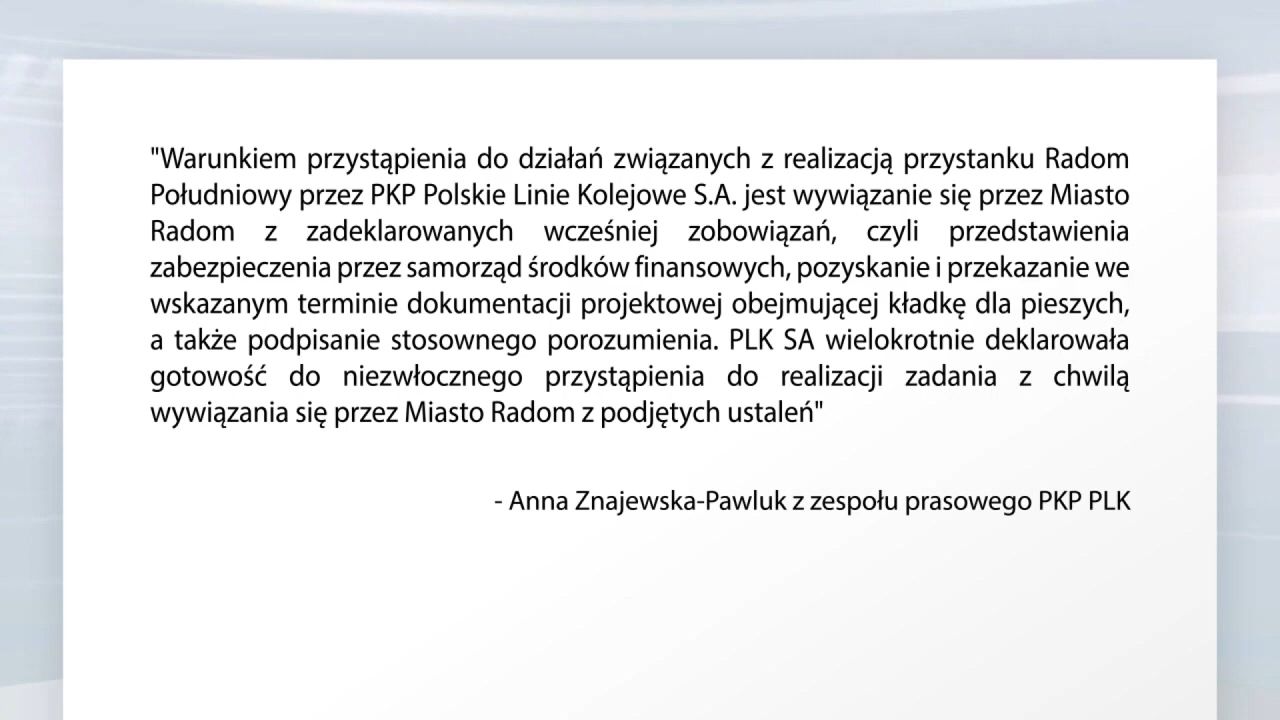 "Warunkiem przystąpienia do działań związanych z realizacją przystanku Radom
Południowy przez PKP Polskie Linie Kolejowe S.A. jest wywiązanie się przez Miasto
Radom z zadeklarowanych wcześniej zobowiązań, czyli przedstawienia
zabezpieczenia przez samorząd środków finansowych, pozyskanie i przekazanie we
wskazanym terminie dokumentacji projektowej obejmującej kładkę dla pieszych,
a także podpisanie stosownego porozumienia. PLK SA wielokrotnie deklarowała
gotowość do niezwłocznego przystąpienia do realizacji zadania z chwilą
wywiązania się przez Miasto Radom z podjętych ustaleń"
- Anna Znajewska-Pawluk z zespołu prasowego PKP PLK